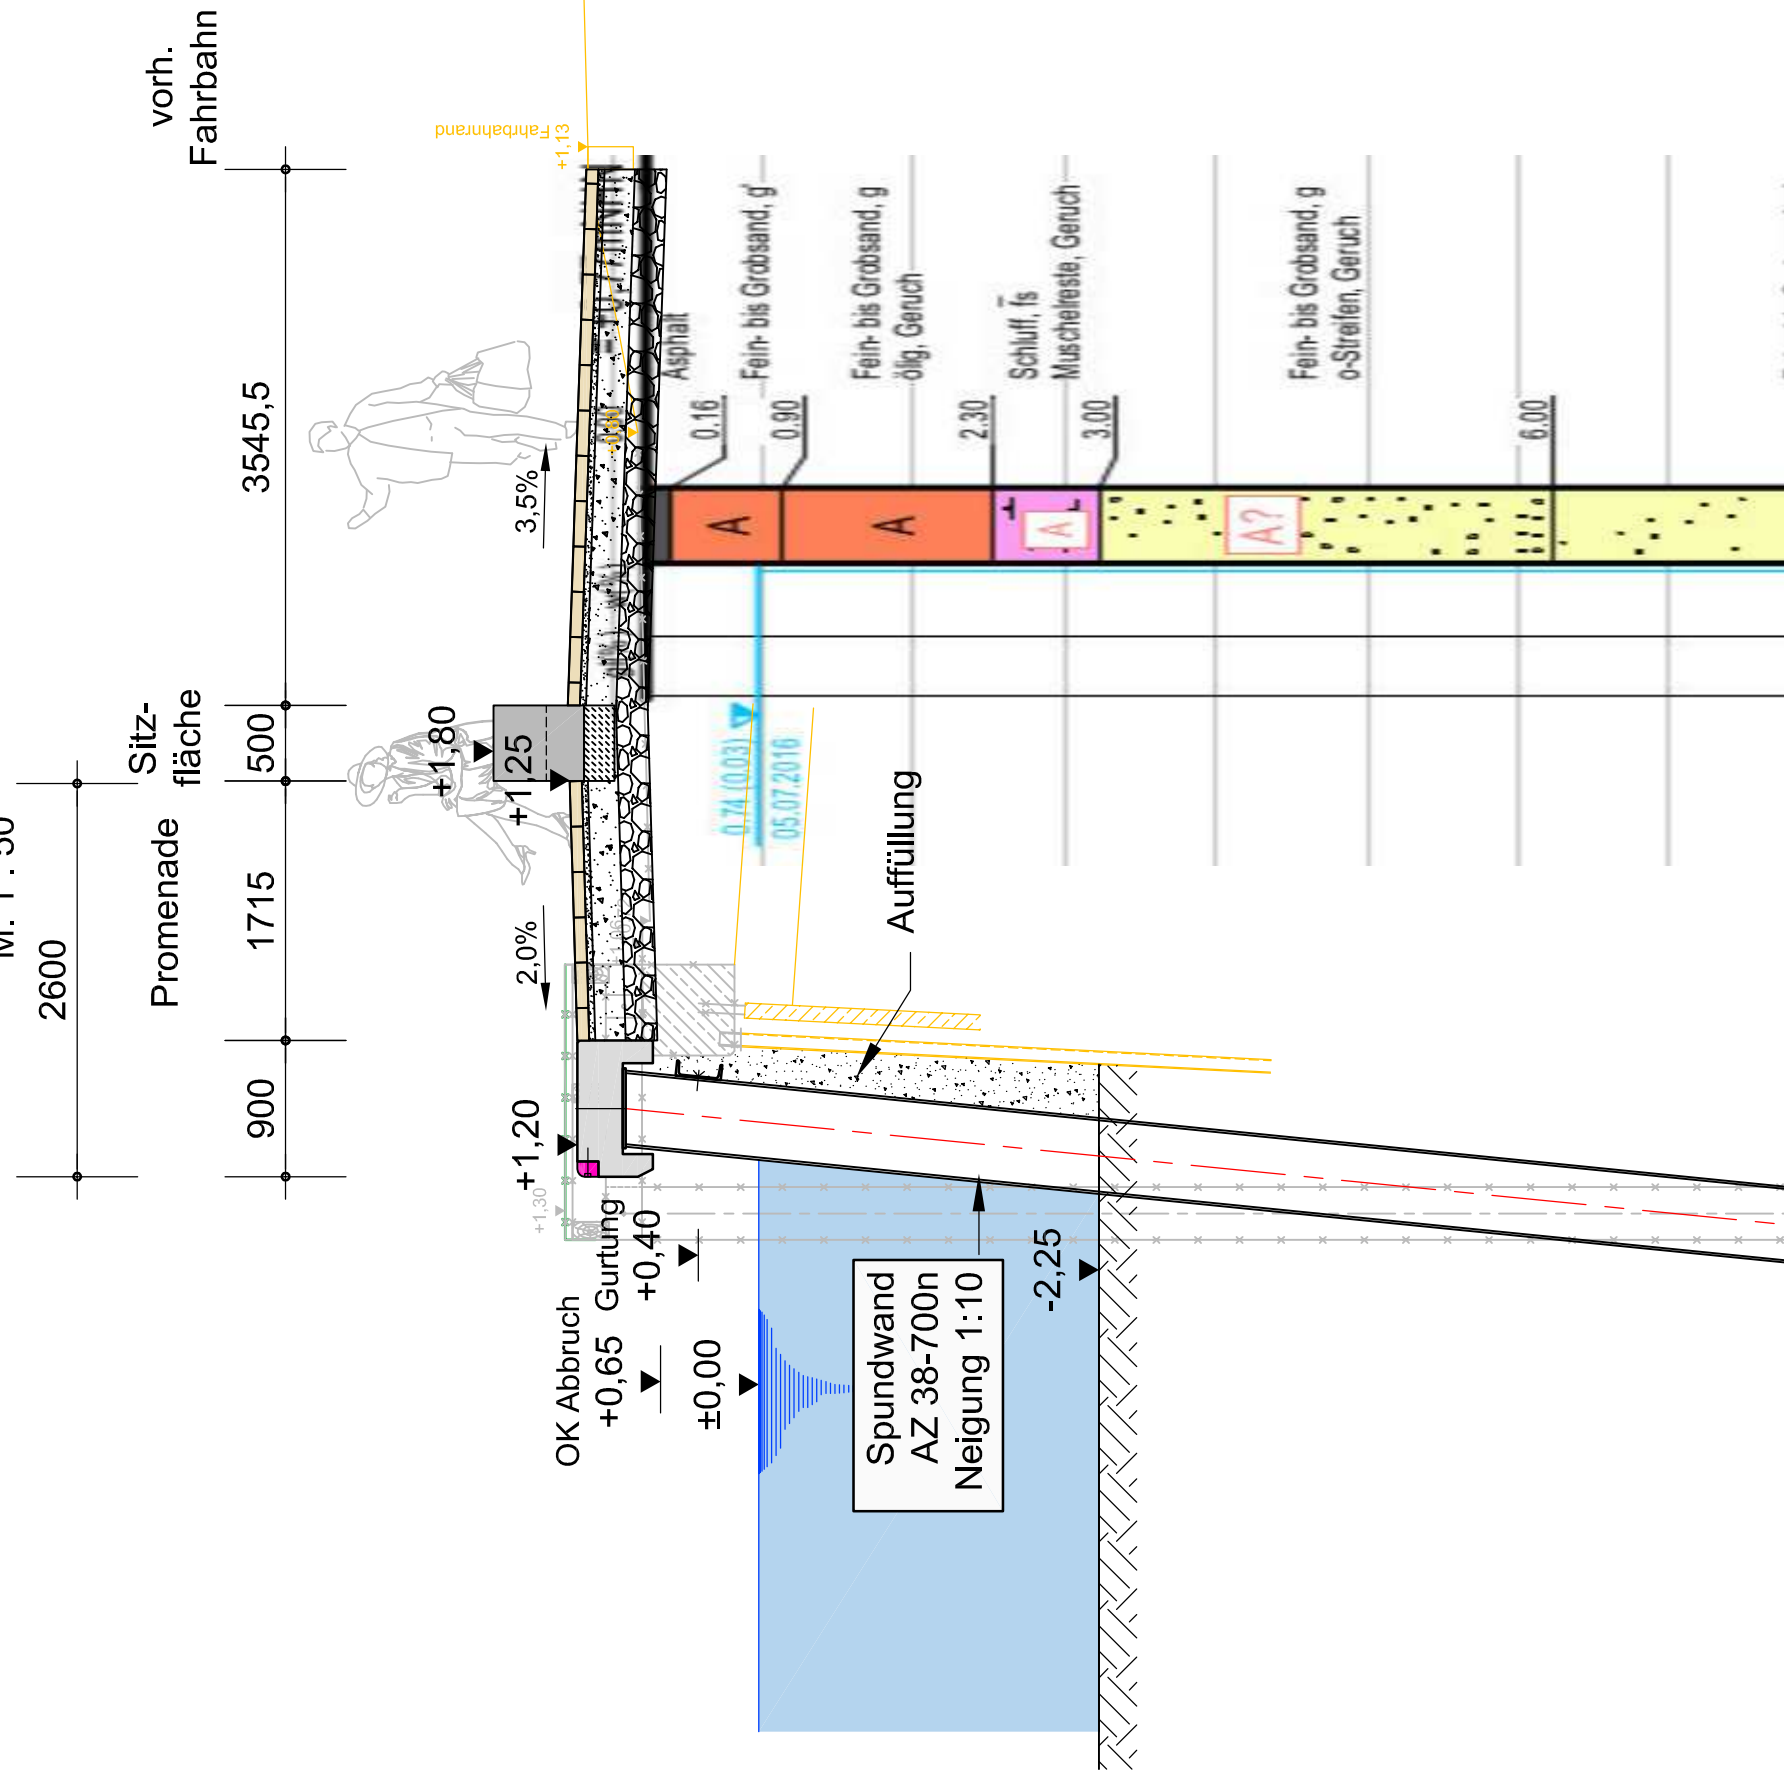 M. 1 : 50
2600
Promenade
Sitz-
fläche
vorh.
Fahrbahn
900
1715
500
3545,5
+1,80
+1,25
2,0%
3,5%
Fahrbahnrand
+1,13
+1,20
+1,30
OK Abbruch
+0,65
Gurtung
+0,40
±0,00
-2,25
Spundwand
AZ 38-700n
Neigung 1:10
Auffüllung
0.74 (0.03)
05.07.2016
Asphalt
0.16
Fein- bis Grobsand, g'
0.90
Fein- bis Grobsand, g
ölig, Geruch
2.30
Schluff, fs
Muschelreste, Geruch
3.00
Fein- bis Grobsand, g
o-Streifen, Geruch
6.00
A
A
A
A?